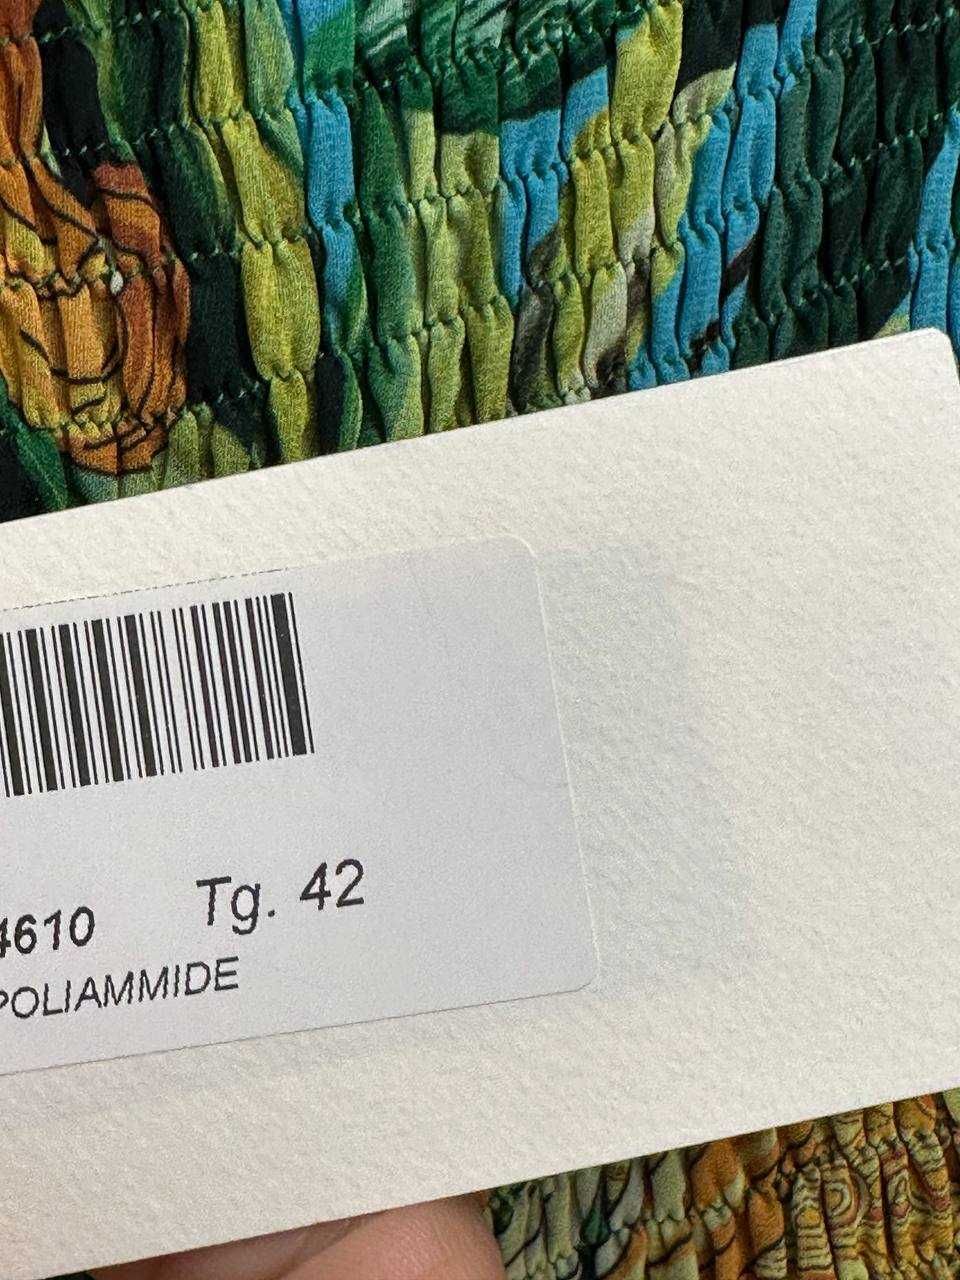 4610 Tg. 42
POLIAMMIDE